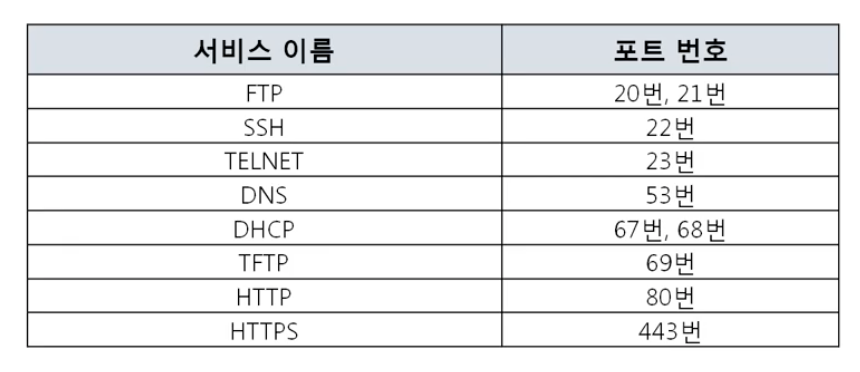 서비스 이름 포트 번호
FTP 20번, 21번
SSH 22번
TELNET 23번
DNS 53번
DHCP 67번, 68번
TFTP 69번
HTTP 80번
HTTPS 443번